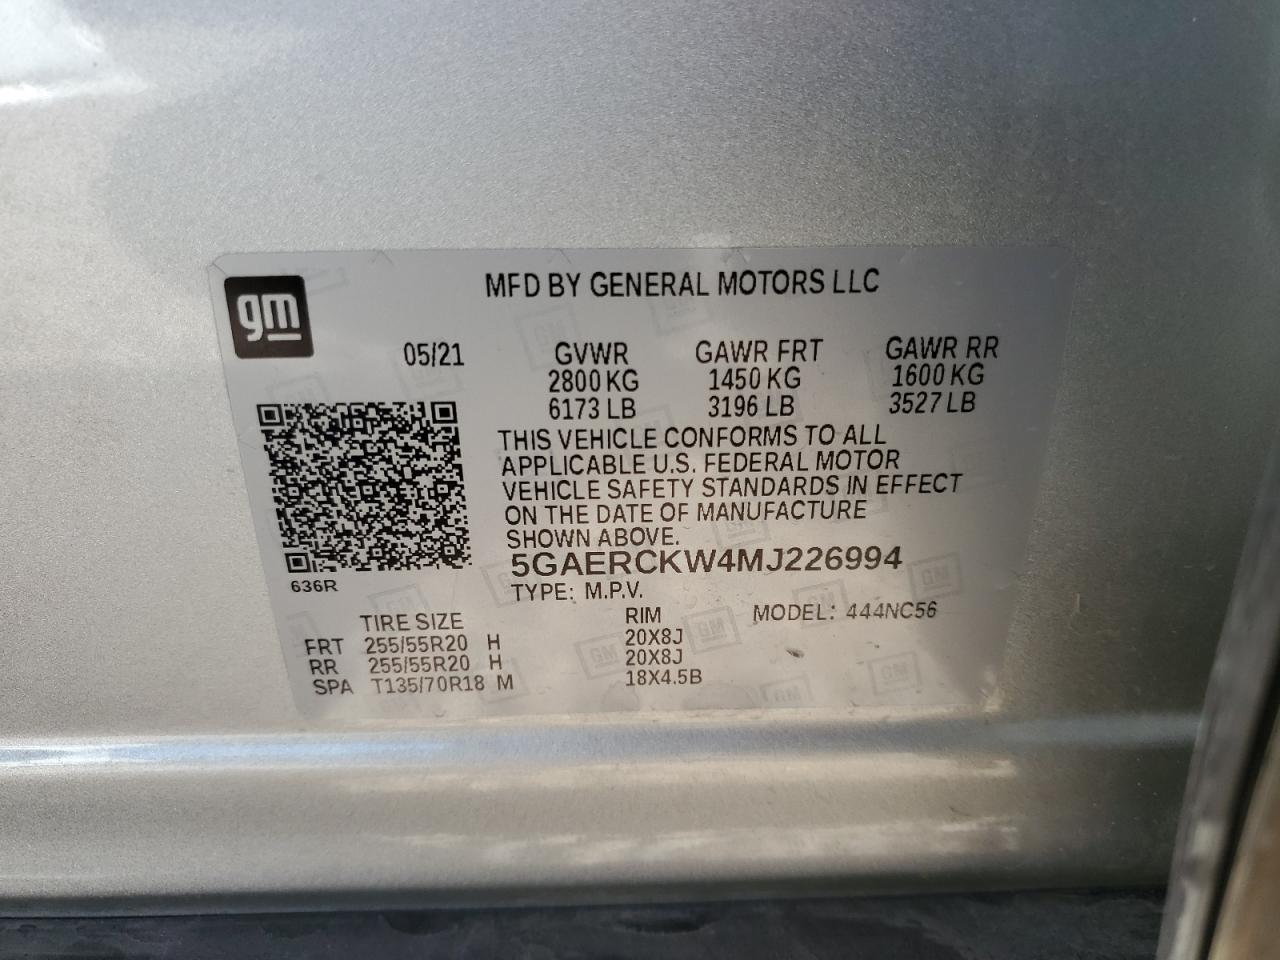 gm
MFD BY GENERAL MOTORS LLC
05/21 GVWR GAWR FRT GAWR RR
2800 KG 1450 KG 1600 KG
6173 LB 3196 LB 3527 LB
THIS VEHICLE CONFORMS TO ALL
APPLICABLE U.S. FEDERAL MOTOR
VEHICLE SAFETY STANDARDS IN EFFECT
ON THE DATE OF MANUFACTURE
SHOWN ABOVE.
5GAERCKW4MJ226994
636R
TYPE: M.P.V.
TIRE SIZE RIM MODEL: 444NC56
FRT 255/55R20 H 20X8J
RR 255/55R20 H 20X8J
SPA T135/70R18 M 18X4.5B